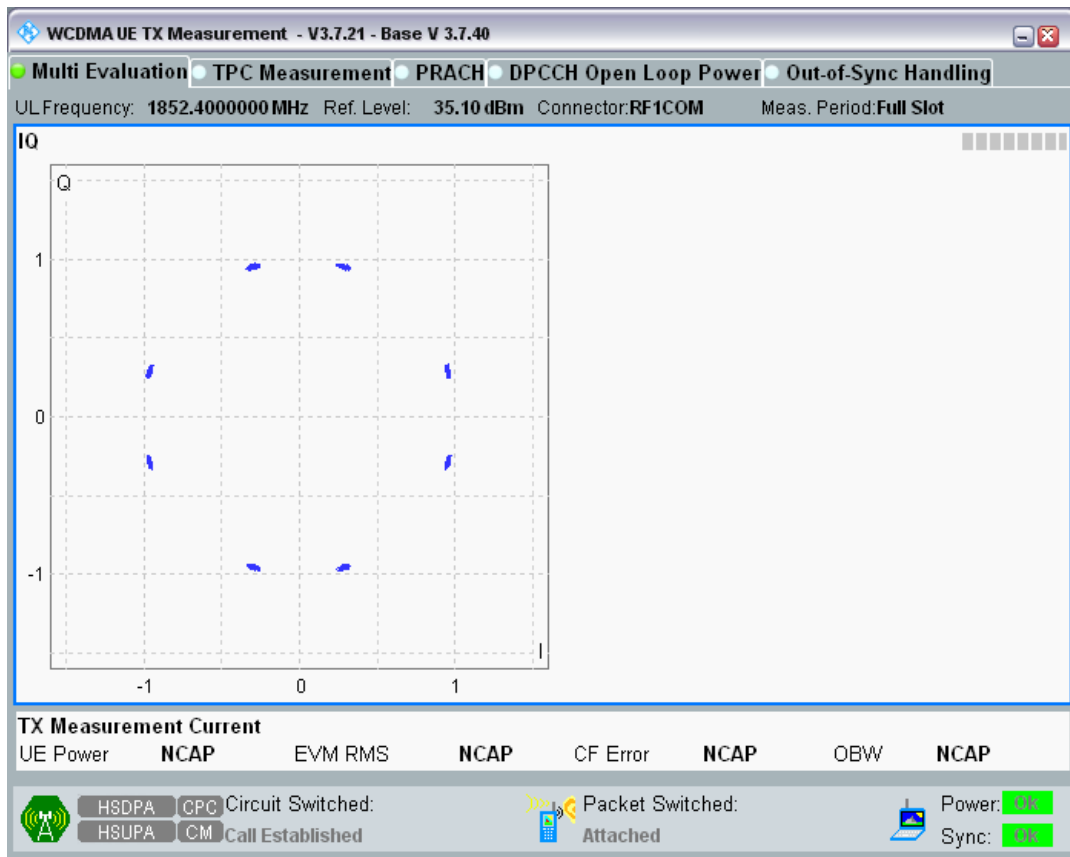 WCDMA UE TX Measurement - V3.7.21 - Base V 3.7.40
Multi Evaluation TPC Measurement PRACH DPCCH Open Loop Power Out-of-Sync Handling
UL Frequency: 1852.4000000 MHz Ref. Level: 35.10 dBm Connector: RF1COM Meas. Period: Full Slot
IQ
Q
1
0
-1
I
-1 0 1
TX Measurement Current
UE Power NCAP EVM RMS NCAP CF Error NCAP OBW NCAP
HSDPA CPC Circuit Switched: Packet Switched: Power: Ok
HSUPA CM Call Established Attached Sync: Ok